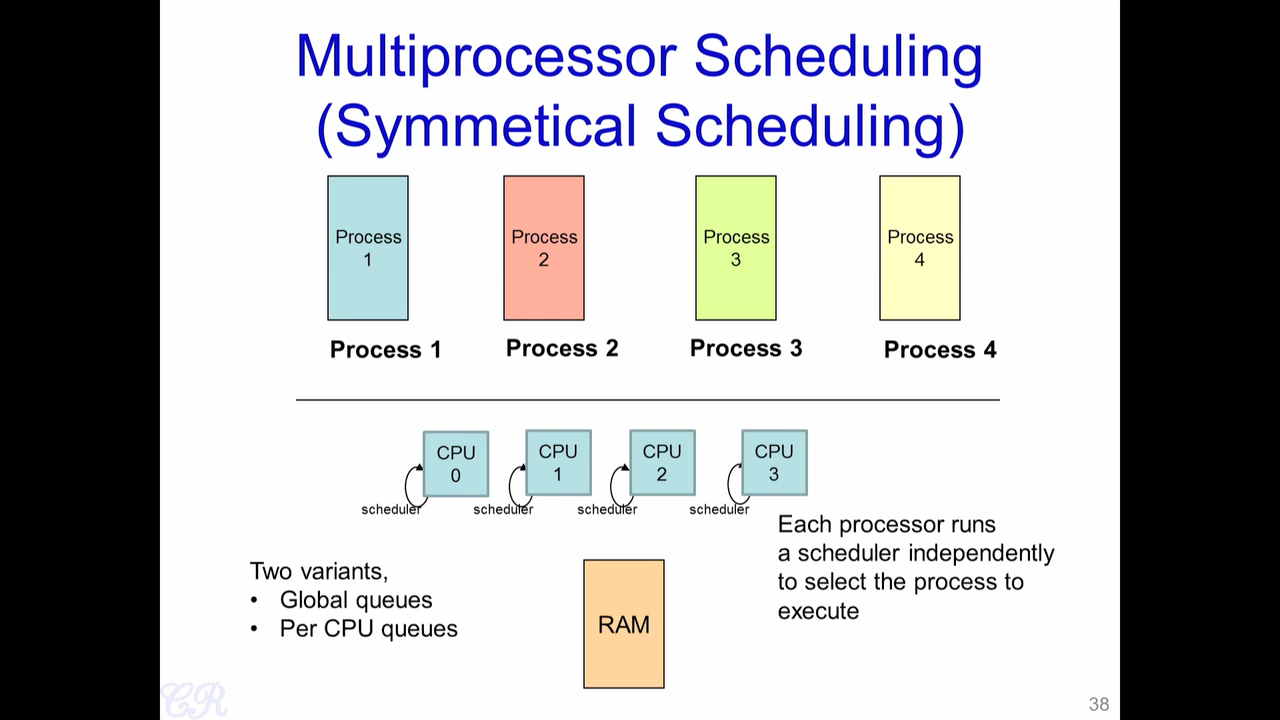 Multiprocessor Scheduling
(Symmetical Scheduling)
Process
1
Process
2
Process
3
Process
4
Process 1
Process 2
Process 3
Process 4
CPU
0
CPU
1
CPU
2
CPU
3
scheduler
scheduler
scheduler
scheduler
Each processor runs
a scheduler independently
to select the process to
execute
Two variants,
• Global queues
• Per CPU queues
RAM
CR
38